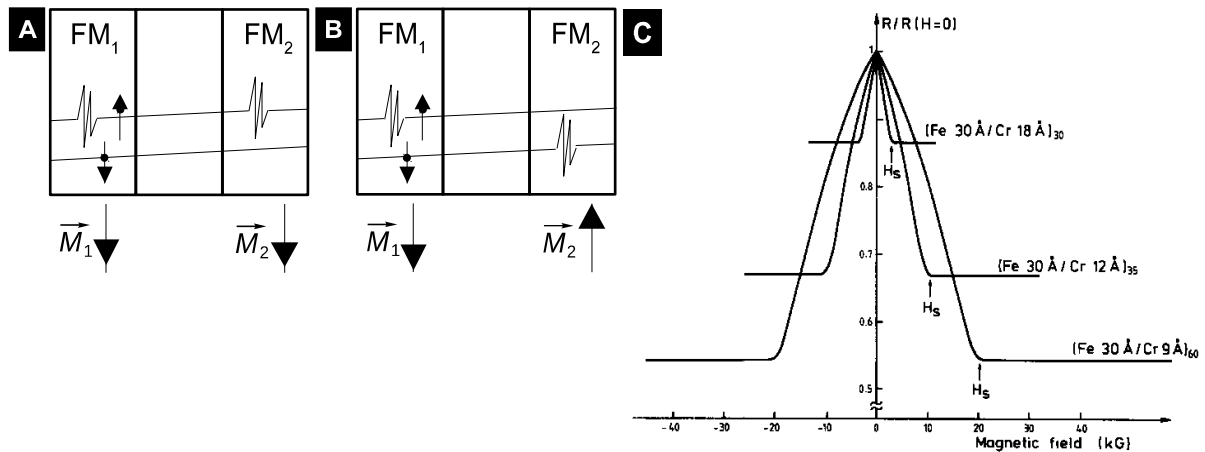 A
FM₁
FM₂
M₁
M₂
B
FM₁
FM₂
M₁
M₂
C
R/R(H=0)
1
0.8
0.7
0.6
0.5
(Fe 30 Å/Cr 18 Å)₃₀
Hs
(Fe 30 Å/Cr 12 Å)₃₅
Hs
(Fe 30 Å/Cr 9 Å)₆₀
Hs
-40 -30 -20 -10 0 10 20 30 40
Magnetic field (kG)